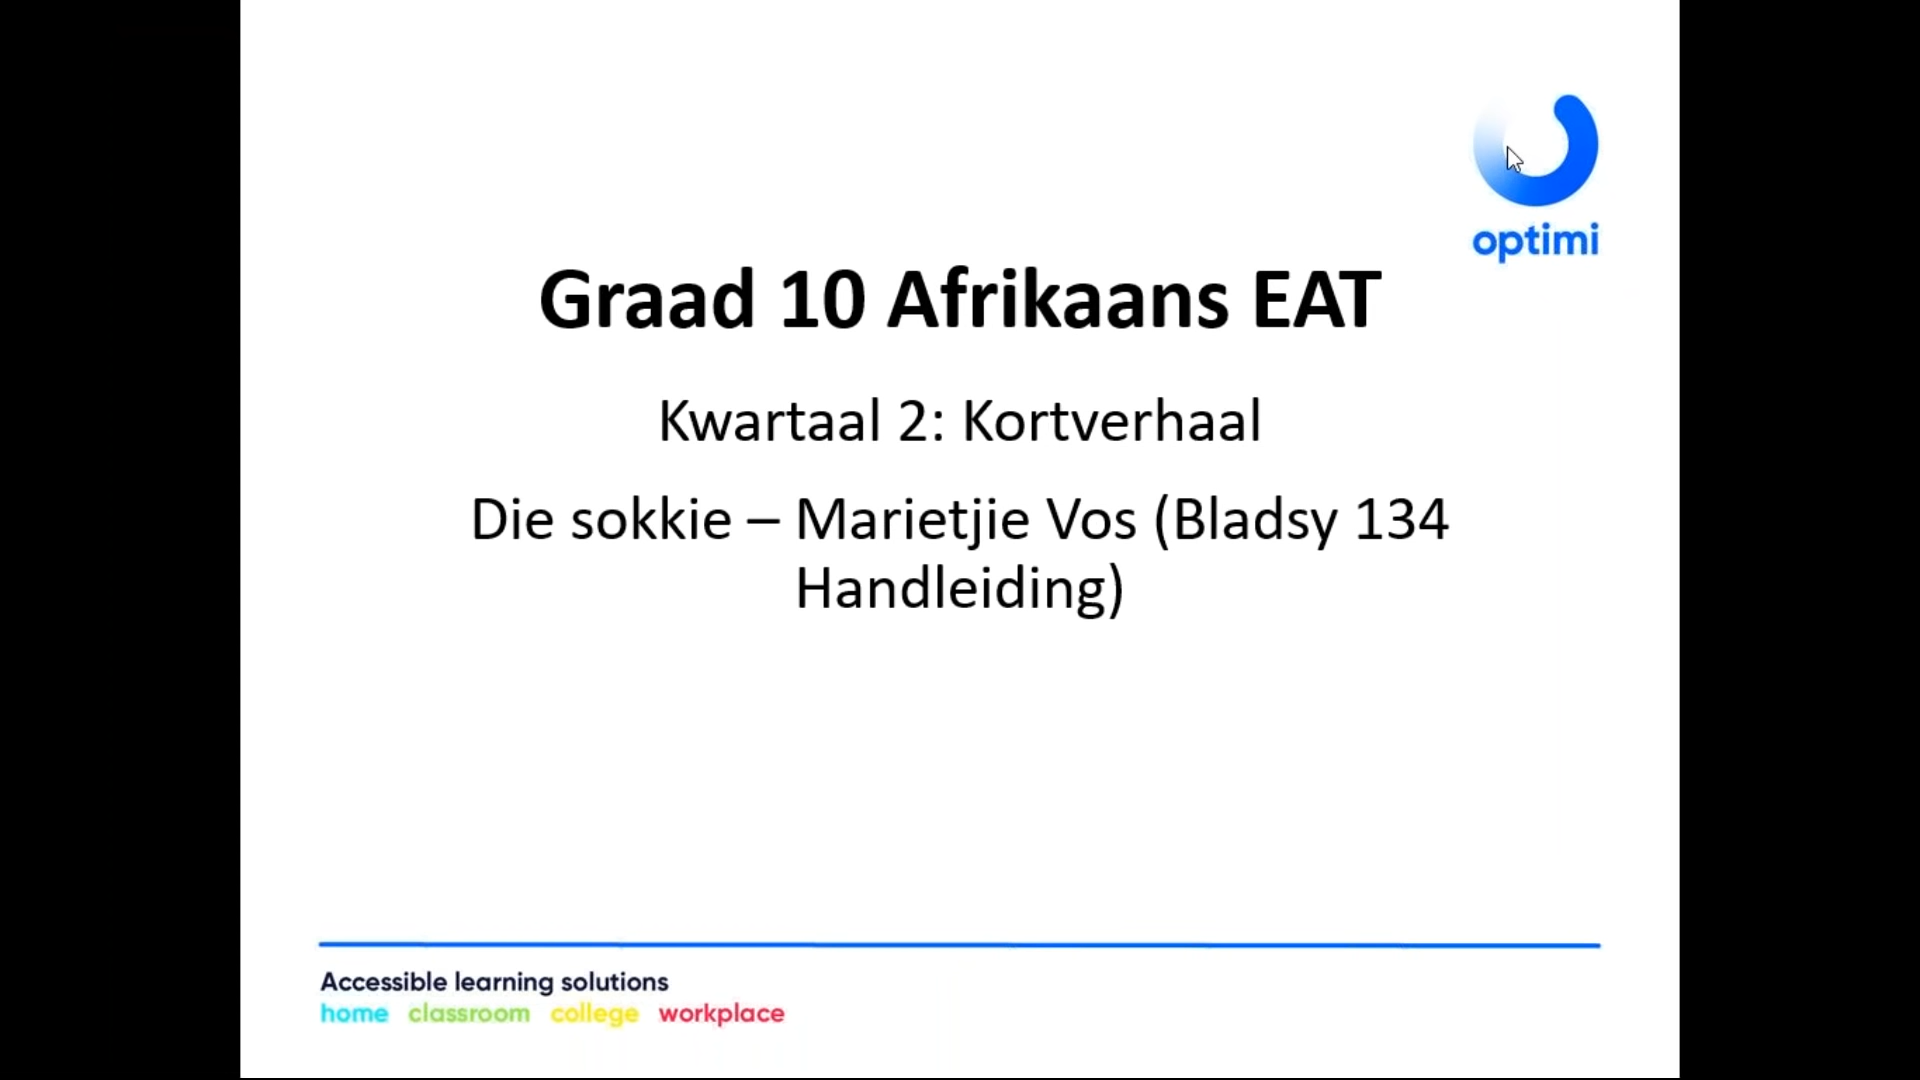 optimi
Graad 10 Afrikaans EAT
Kwartaal 2: Kortverhaal
Die sokkie – Marietjie Vos (Bladsy 134
Handleiding)
Accessible learning solutions
home classroom college workplace